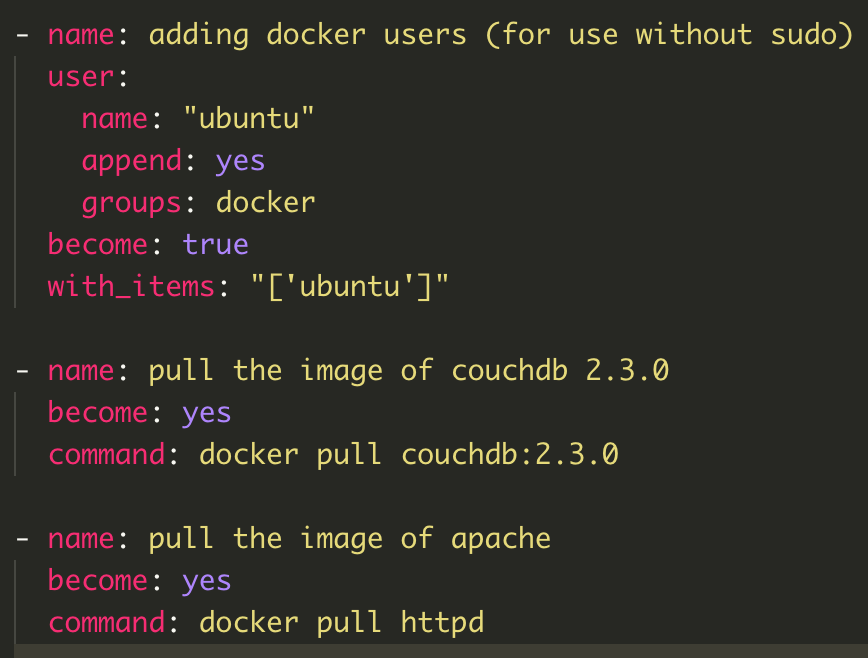 - name: adding docker users (for use without sudo)
  user:
    name: "ubuntu"
    append: yes
    groups: docker
  become: true
  with_items: "['ubuntu']"

- name: pull the image of couchdb 2.3.0
  become: yes
  command: docker pull couchdb:2.3.0

- name: pull the image of apache
  become: yes
  command: docker pull httpd